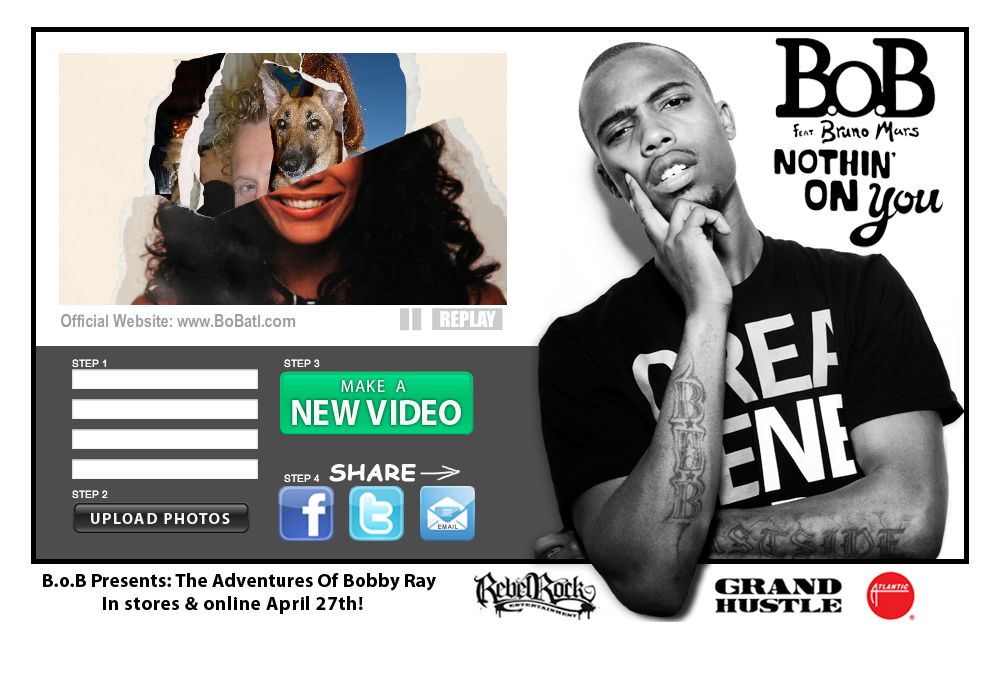 B.o.B
FEAT. Bruno Mars
NOTHIN'
ON You
Official Website: www.BoBatl.com
REPLAY
STEP 1
STEP 2
UPLOAD PHOTOS
STEP 3
MAKE A
NEW VIDEO
STEP 4 SHARE
f
t
EMAIL
B.o.B
STSIDE
B.o.B Presents: The Adventures Of Bobby Ray
In stores & online April 27th!
RebelRock
ENTERTAINMENT
GRAND
HUSTLE
ATLANTIC